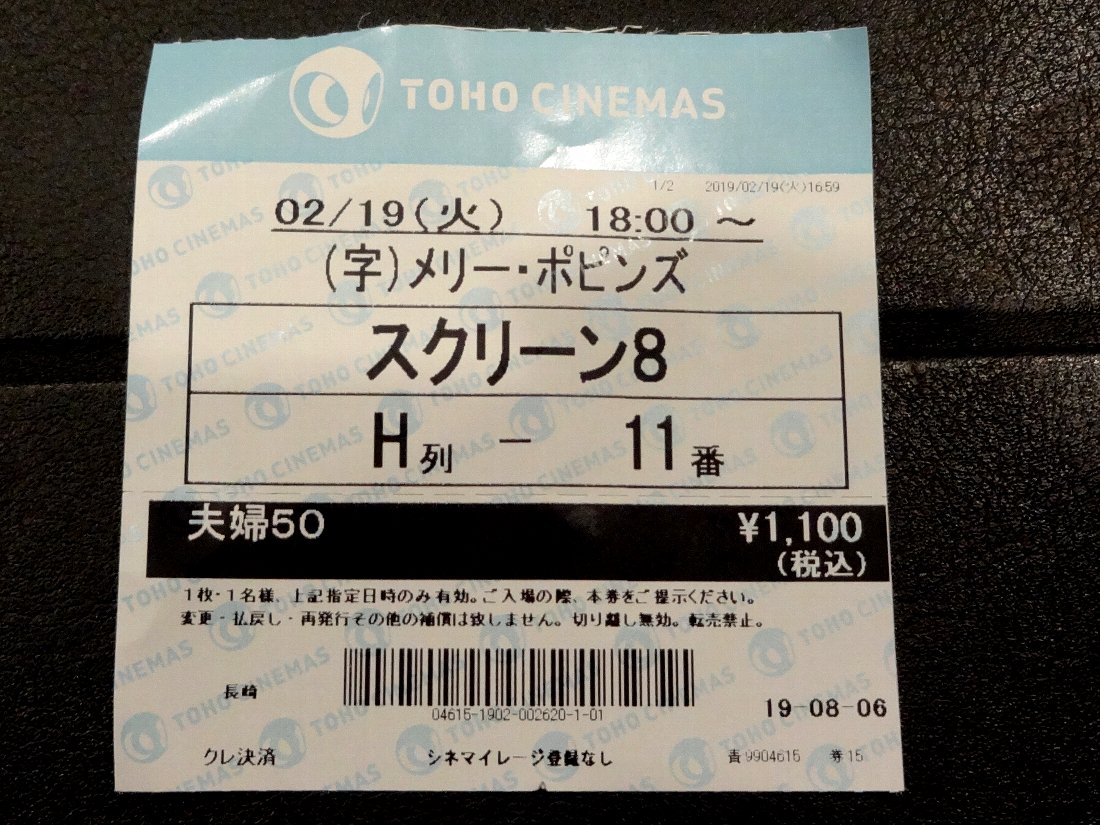 TOHO CINEMAS
1/2 2019/02/19(火)16:59
02/19(火) 18:00 ～
(字)メリー・ポピンズ
スクリーン8
H列 － 11番
夫婦50 ¥1,100
(税込)
1枚・1名様、上記指定日時のみ有効。ご入場の際、本券をご提示ください。
変更・払戻し・再発行その他の補償は致しません。切り離し無効。転売禁止。
長崎
04615-1902-002620-1-01
19-08-06
クレ決済 シネマイレージ登録なし 青9904615 券15